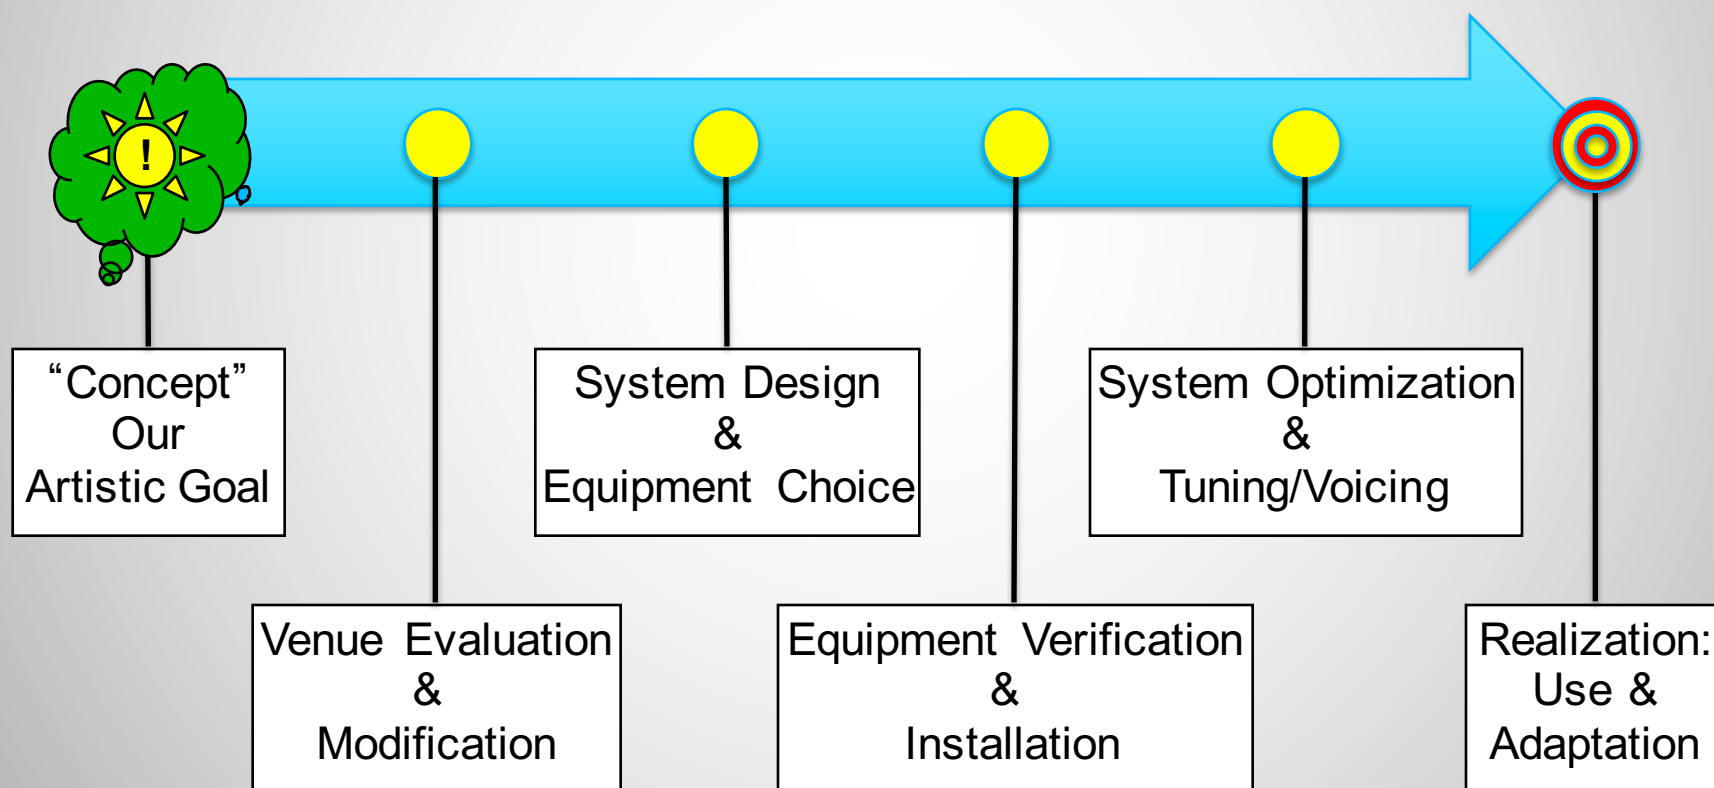 !
“Concept”
Our
Artistic Goal
Venue Evaluation
&
Modification
System Design
&
Equipment Choice
Equipment Verification
&
Installation
System Optimization
&
Tuning/Voicing
Realization:
Use &
Adaptation